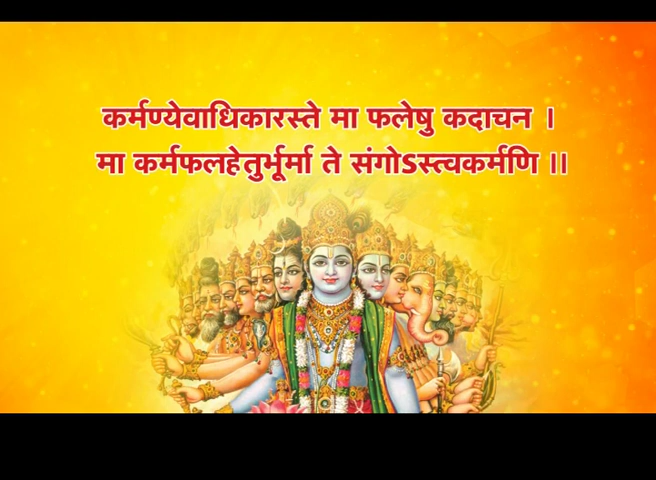 कर्मण्येवाधिकारस्ते मा फलेषु कदाचन ।
मा कर्मफलहेतुर्भूर्मा ते संगोऽस्त्वकर्मणि ।।